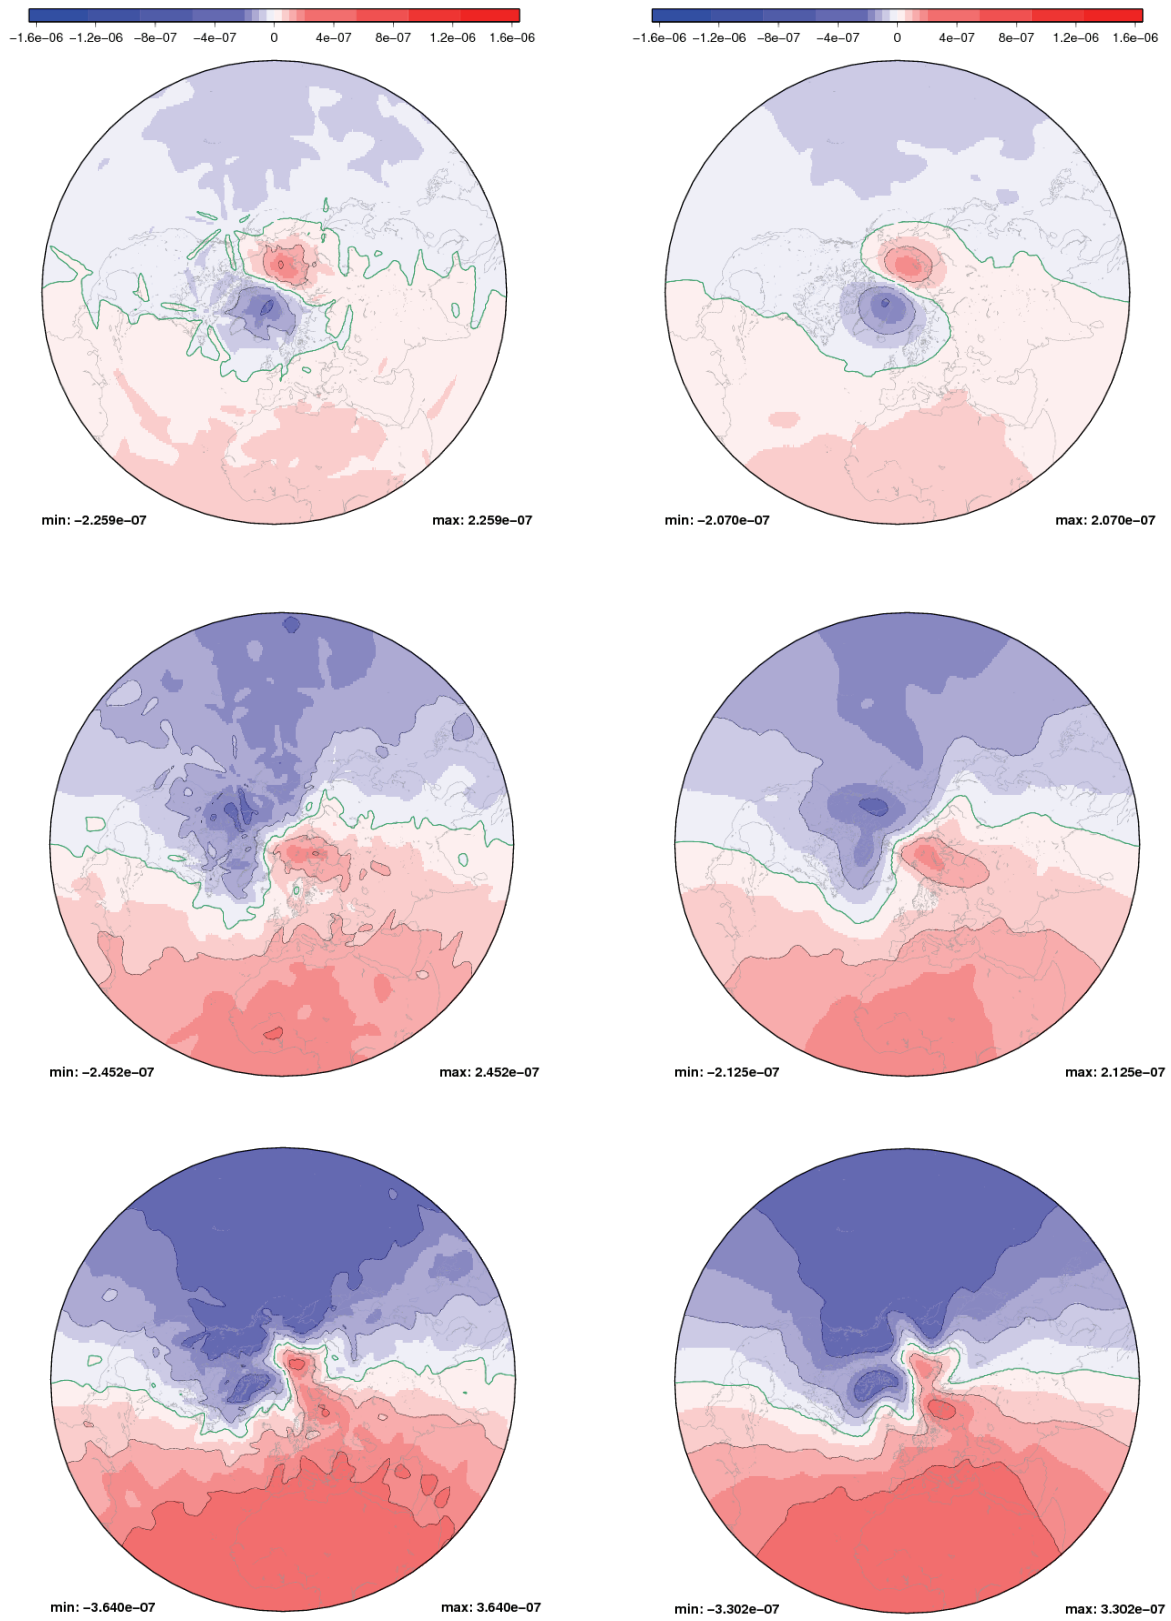 −1.6e−06 −1.2e−06 −8e−07 −4e−07 0 4e−07 8e−07 1.2e−06 1.6e−06
−1.6e−06 −1.2e−06 −8e−07 −4e−07 0 4e−07 8e−07 1.2e−06 1.6e−06
min: −2.259e−07 max: 2.259e−07
min: −2.070e−07 max: 2.070e−07
min: −2.452e−07 max: 2.452e−07
min: −2.125e−07 max: 2.125e−07
min: −3.640e−07 max: 3.640e−07
min: −3.302e−07 max: 3.302e−07